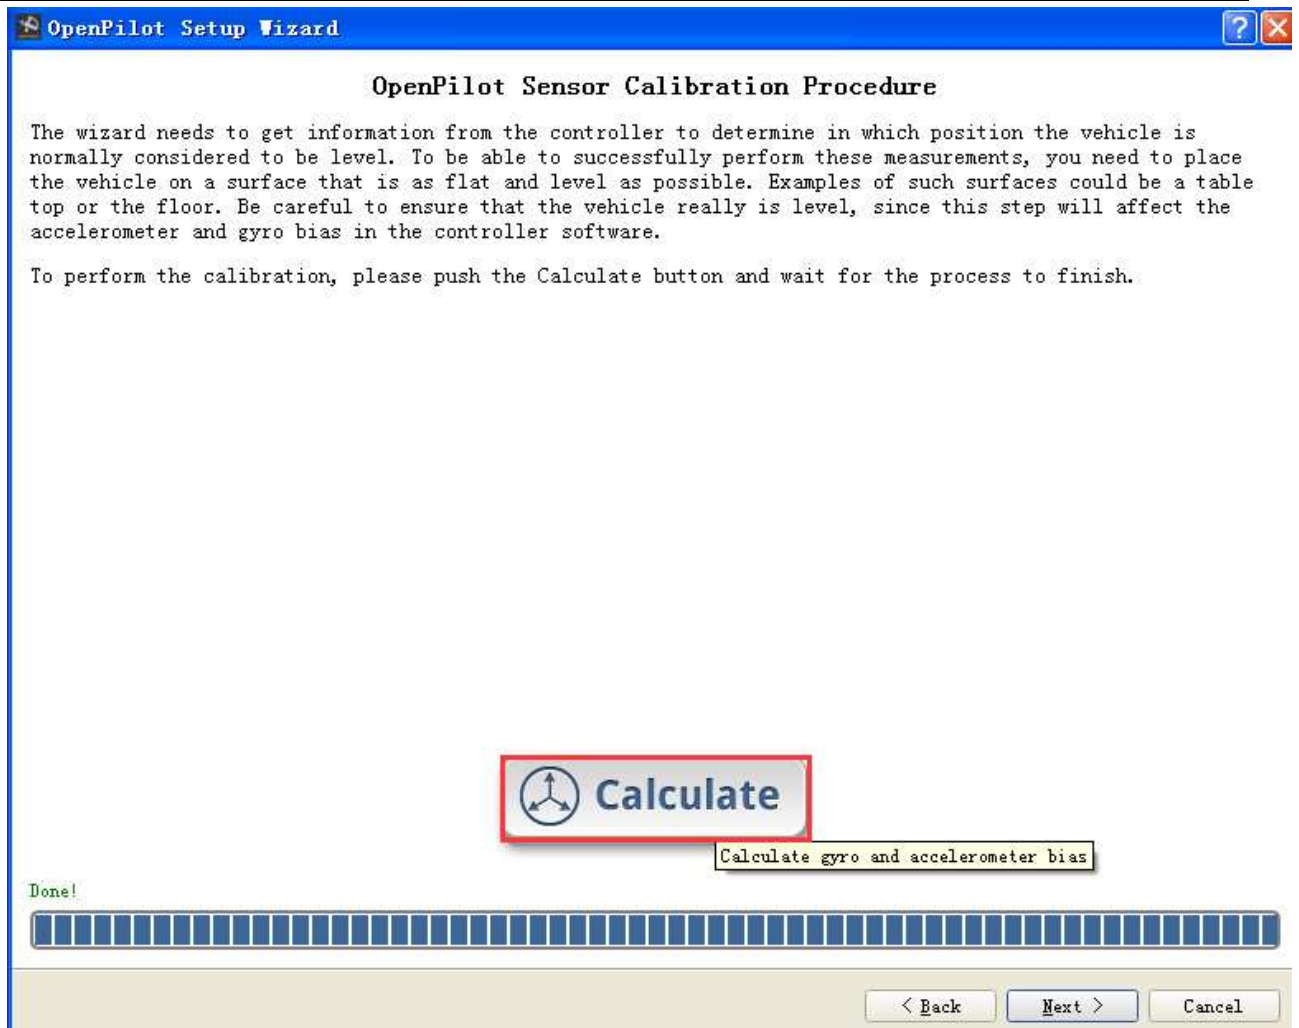 OpenPilot Setup Wizard
OpenPilot Sensor Calibration Procedure
The wizard needs to get information from the controller to determine in which position the vehicle is
normally considered to be level. To be able to successfully perform these measurements, you need to place
the vehicle on a surface that is as flat and level as possible. Examples of such surfaces could be a table
top or the floor. Be careful to ensure that the vehicle really is level, since this step will affect the
accelerometer and gyro bias in the controller software.
To perform the calibration, please push the Calculate button and wait for the process to finish.
Calculate
Calculate gyro and accelerometer bias
Done!
< Back
Next >
Cancel